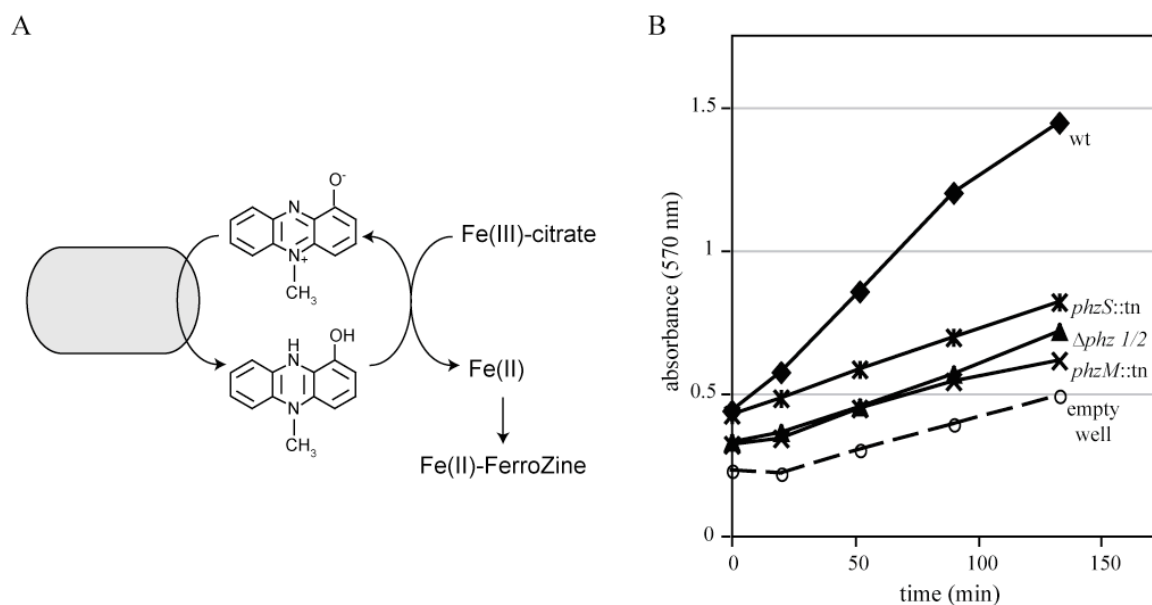 A
O-
N
N+
CH3
Fe(III)-citrate
H
N
OH
N
CH3
Fe(II)
Fe(II)-FerroZine
B
absorbance (570 nm)
1.5
1
0.5
0
wt
phzS::tn
Δphz 1/2
phzM::tn
empty
well
0
50
100
150
time (min)